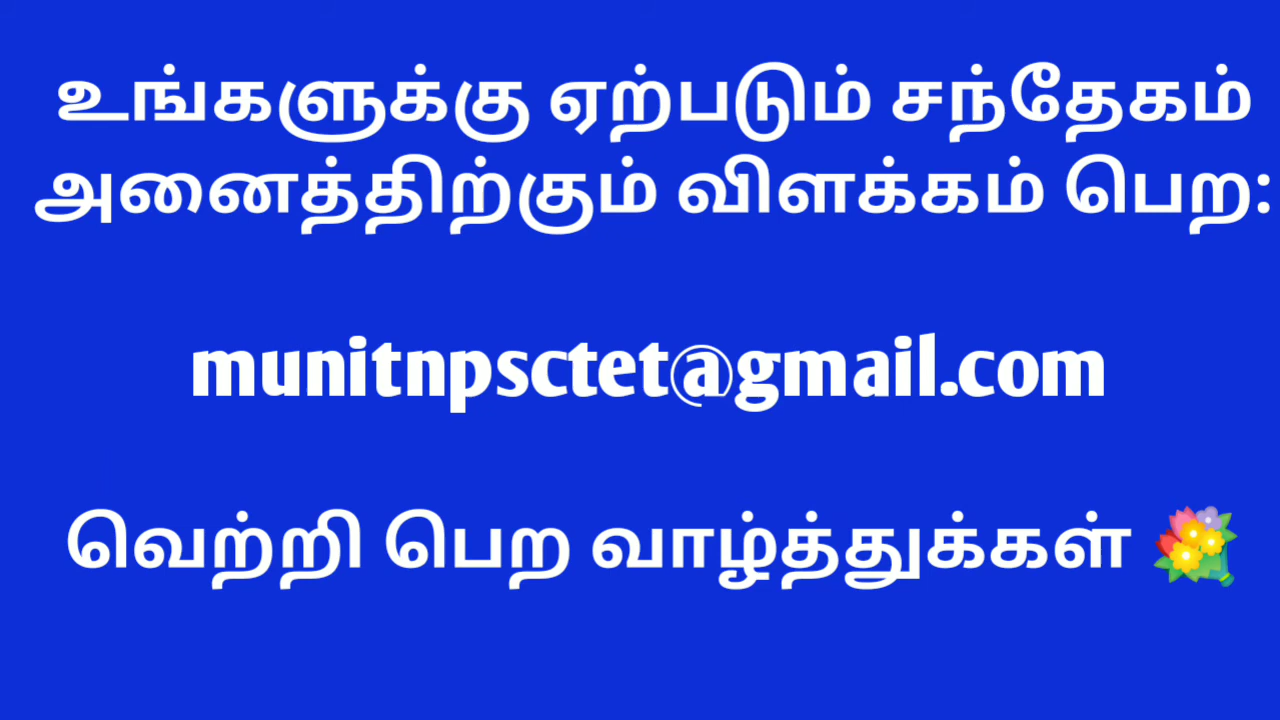 உங்களுக்கு ஏற்படும் சந்தேகம்
அனைத்திற்கும் விளக்கம் பெற:
munitnpsctet@gmail.com
வெற்றி பெற வாழ்த்துக்கள் 💐